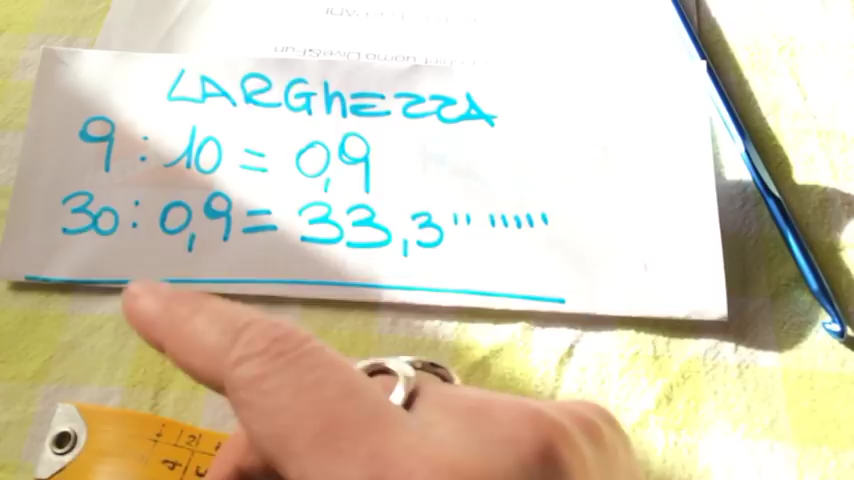 LARGHEZZA
9 : 10 = 0,9
30 : 0,9 = 33,3'' '''''